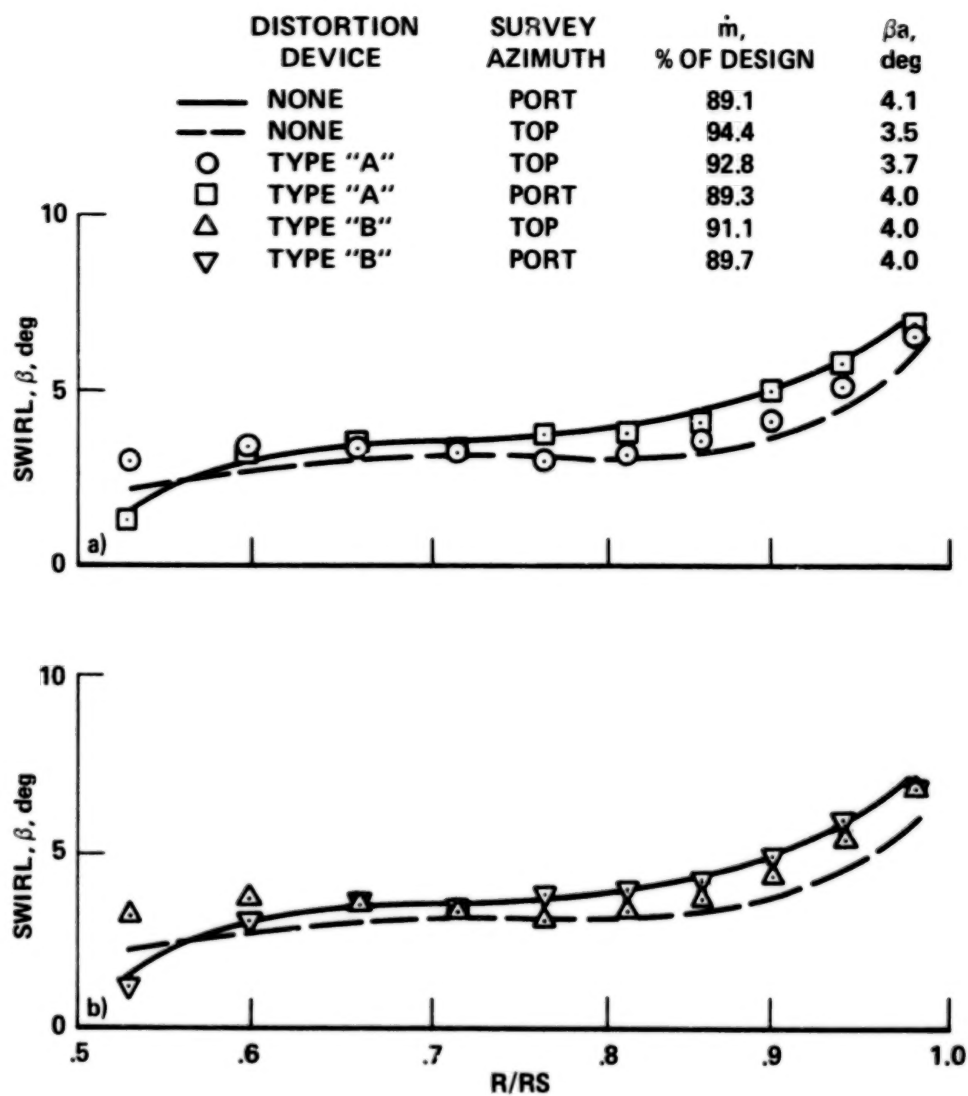 DISTORTION DEVICE SURVEY AZIMUTH ṁ, % OF DESIGN βa, deg
NONE PORT 89.1 4.1
NONE TOP 94.4 3.5
TYPE "A" TOP 92.8 3.7
TYPE "A" PORT 89.3 4.0
TYPE "B" TOP 91.1 4.0
TYPE "B" PORT 89.7 4.0
10
5
0
SWIRL, β, deg
a)
10
5
0
SWIRL, β, deg
b)
.5 .6 .7 .8 .9 1.0
R/RS